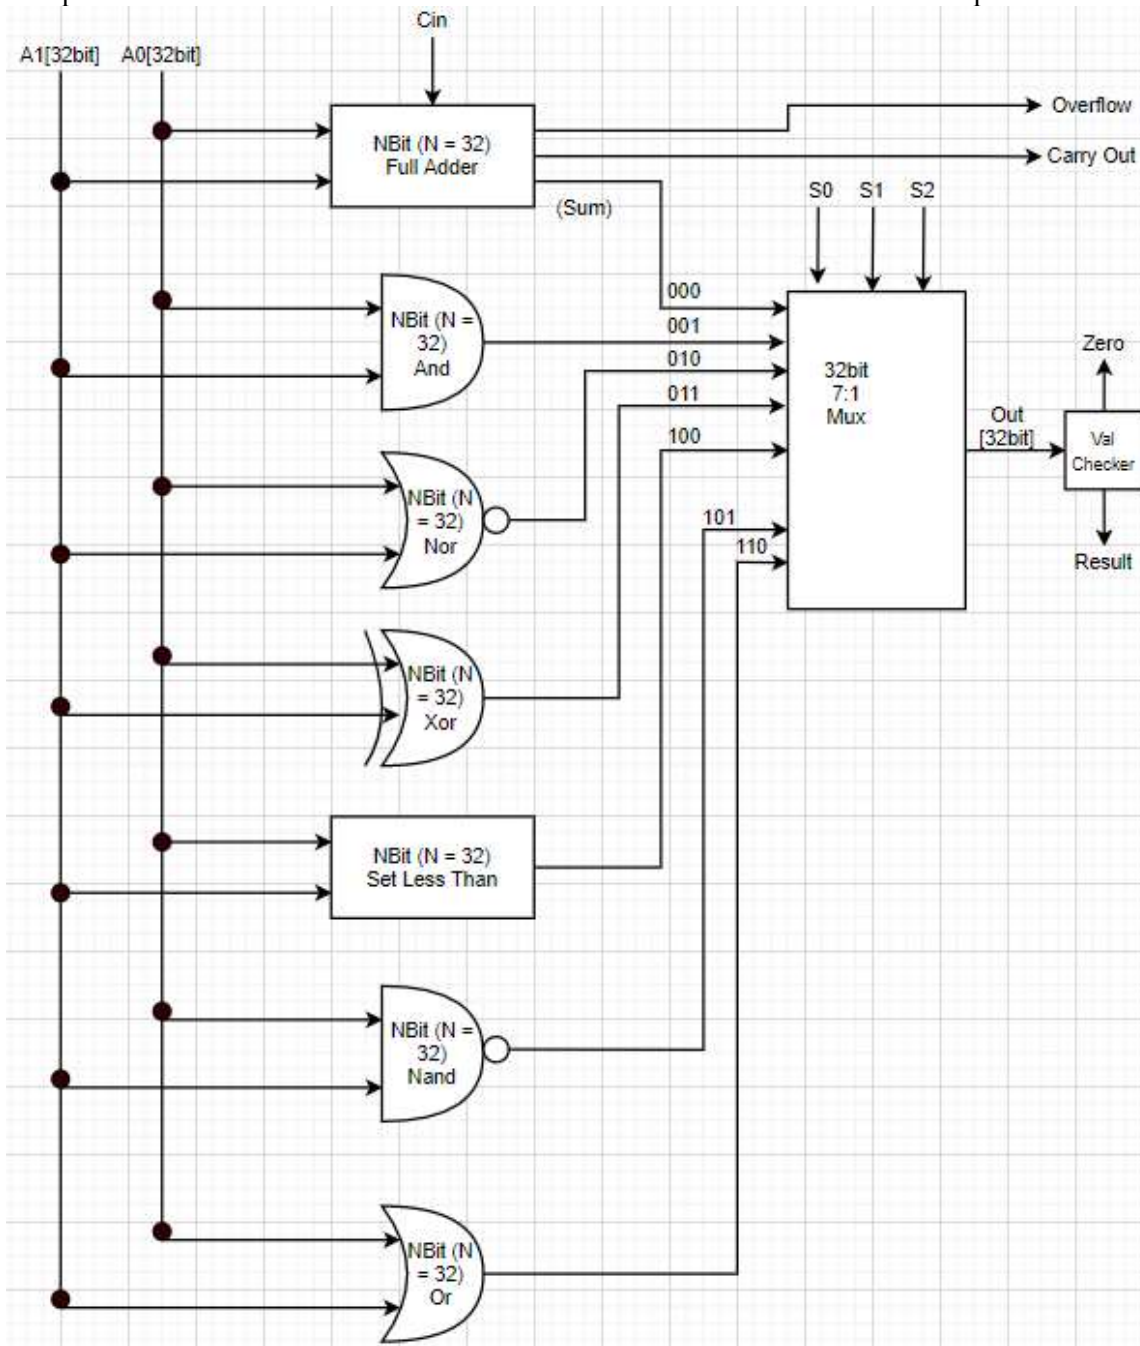 Cin
A1[32bit]
A0[32bit]
NBit (N = 32)
Full Adder
Overflow
Carry Out
(Sum)
S0
S1
S2
000
001
010
011
100
101
110
32bit
7:1
Mux
Out
[32bit]
Zero
Val
Checker
Result
NBit (N =
32)
And
NBit (N
= 32)
Nor
NBit (N
= 32)
Xor
NBit (N = 32)
Set Less Than
NBit (N =
32)
Nand
NBit (N
= 32)
Or